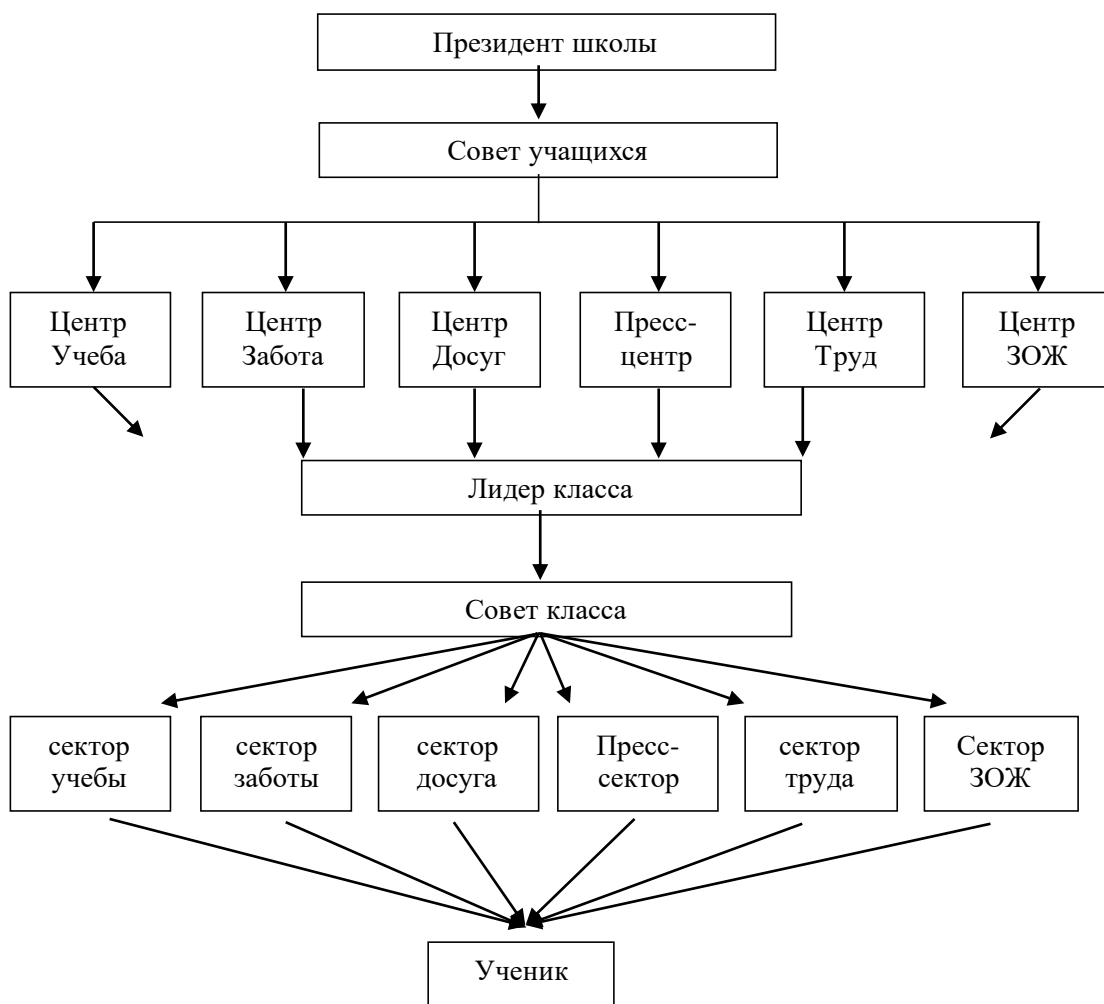 Президент школы
Совет учащихся
Центр
Учеба
Центр
Забота
Центр
Досуг
Пресс-
центр
Центр
Труд
Центр
ЗОЖ
Лидер класса
Совет класса
сектор
учебы
сектор
заботы
сектор
досуга
Пресс-
сектор
сектор
труда
Сектор
ЗОЖ
Ученик